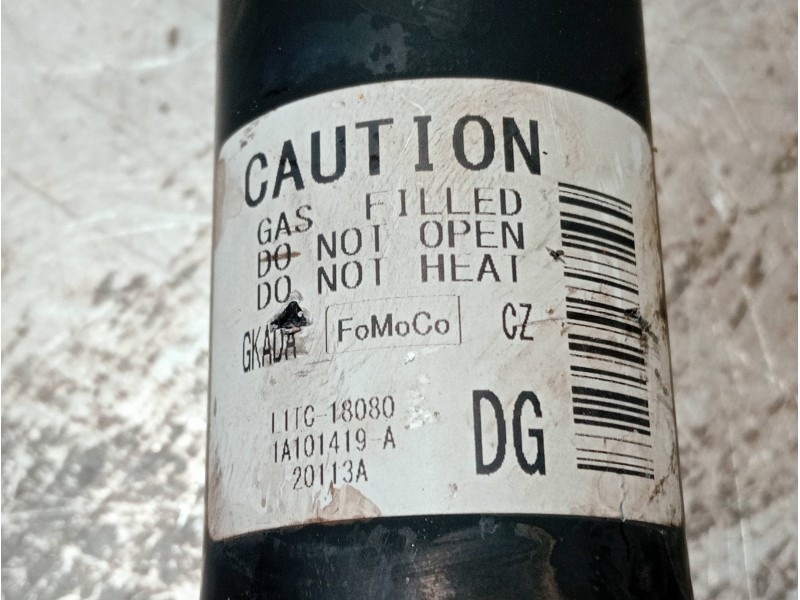 CAUTION
GAS FILLED
DO NOT OPEN
DO NOT HEAT
GKADA FoMoCo CZ
L1TC-18080
1A101419-A
20113A
DG